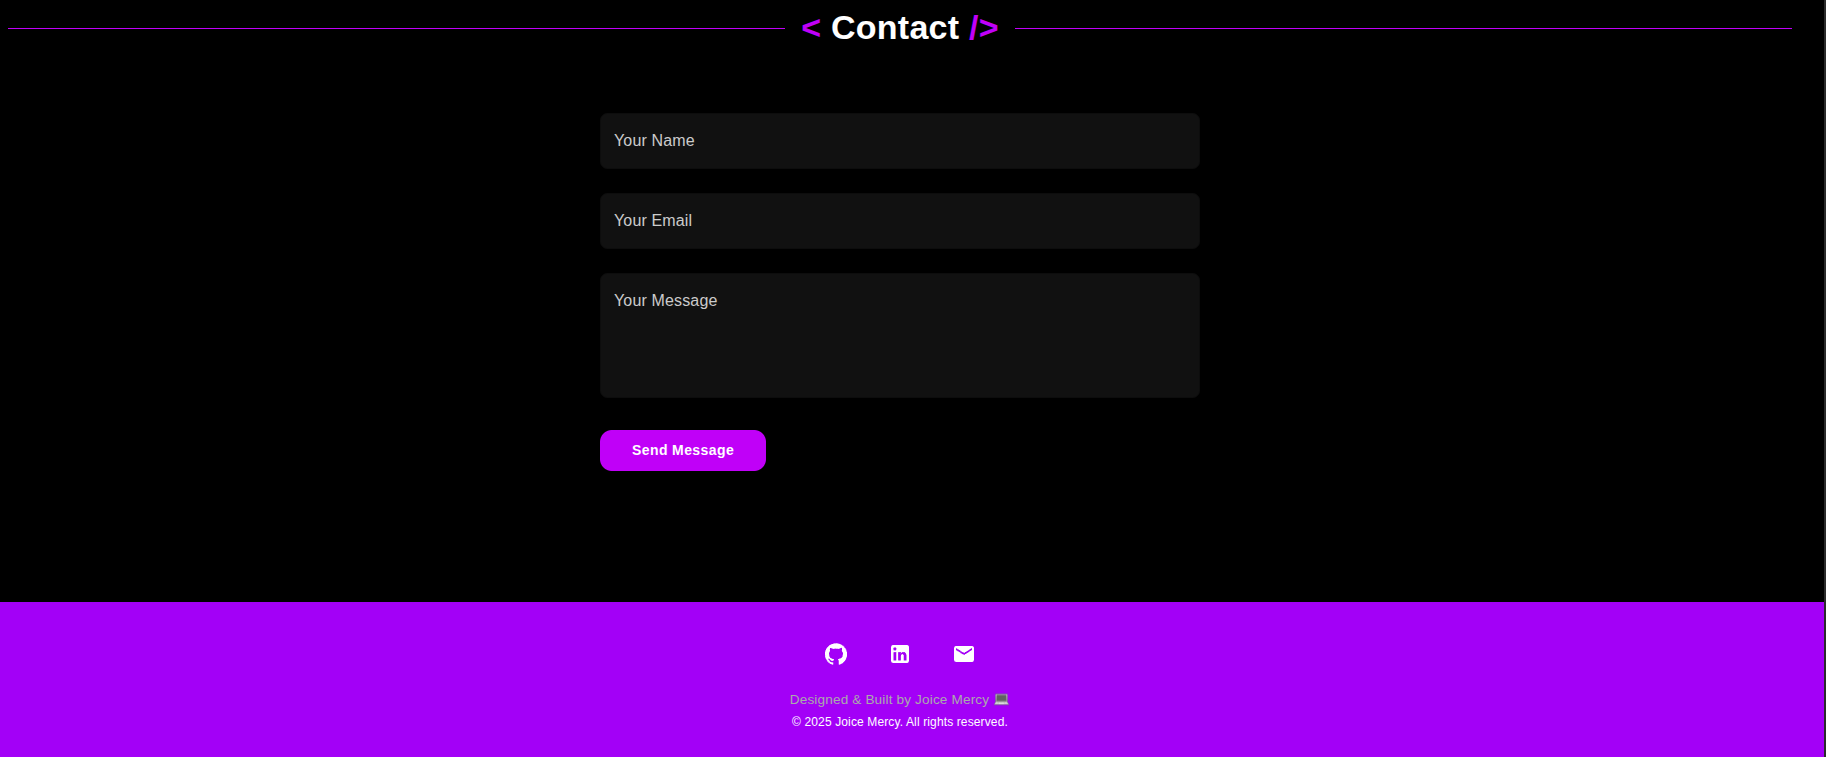 < Contact />
Your Name
Your Email
Your Message
Send Message
Designed & Built by Joice Mercy 💻
© 2025 Joice Mercy. All rights reserved.